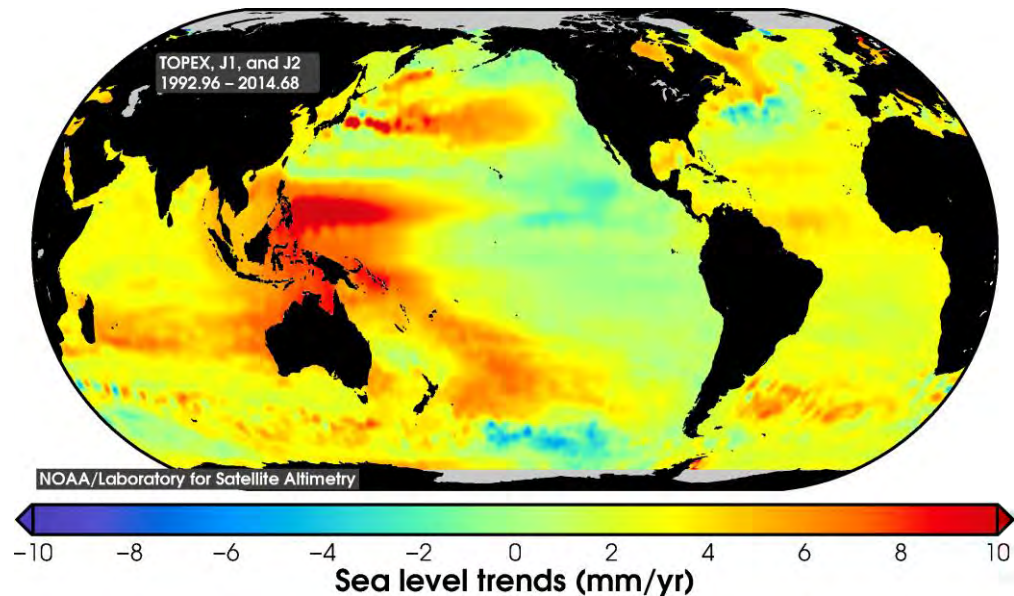 TOPEX, J1, and J2
1992.96 – 2014.68
NOAA/Laboratory for Satellite Altimetry
−10 −8 −6 −4 −2 0 2 4 6 8 10
Sea level trends (mm/yr)